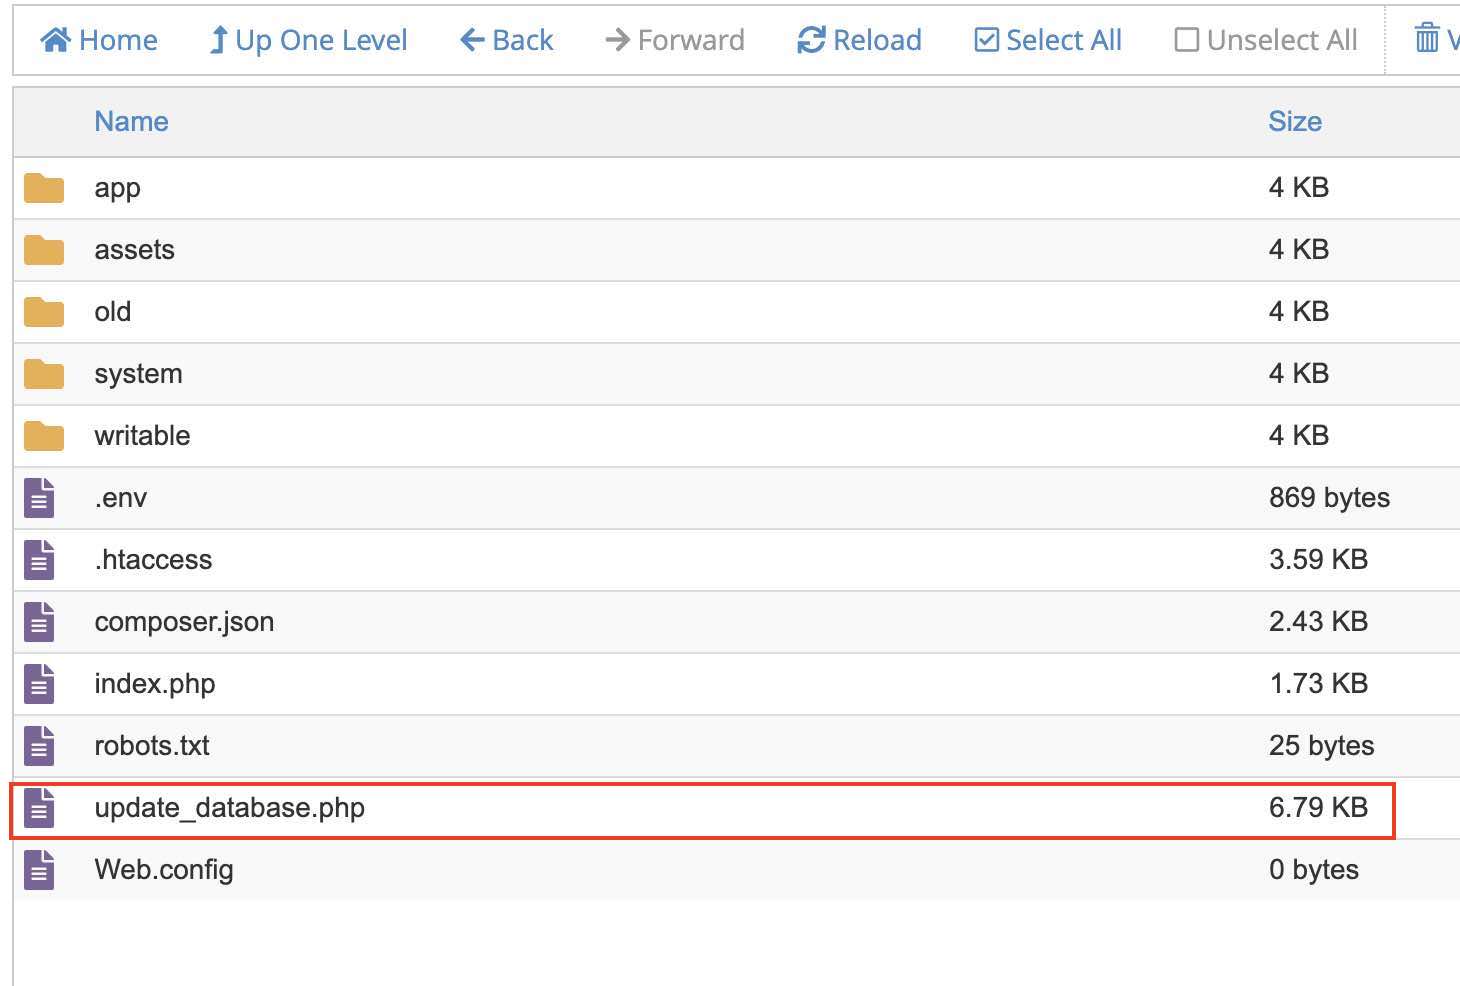 Home Up One Level Back Forward Reload Select All Unselect All
Name Size
app 4 KB
assets 4 KB
old 4 KB
system 4 KB
writable 4 KB
.env 869 bytes
.htaccess 3.59 KB
composer.json 2.43 KB
index.php 1.73 KB
robots.txt 25 bytes
update_database.php 6.79 KB
Web.config 0 bytes